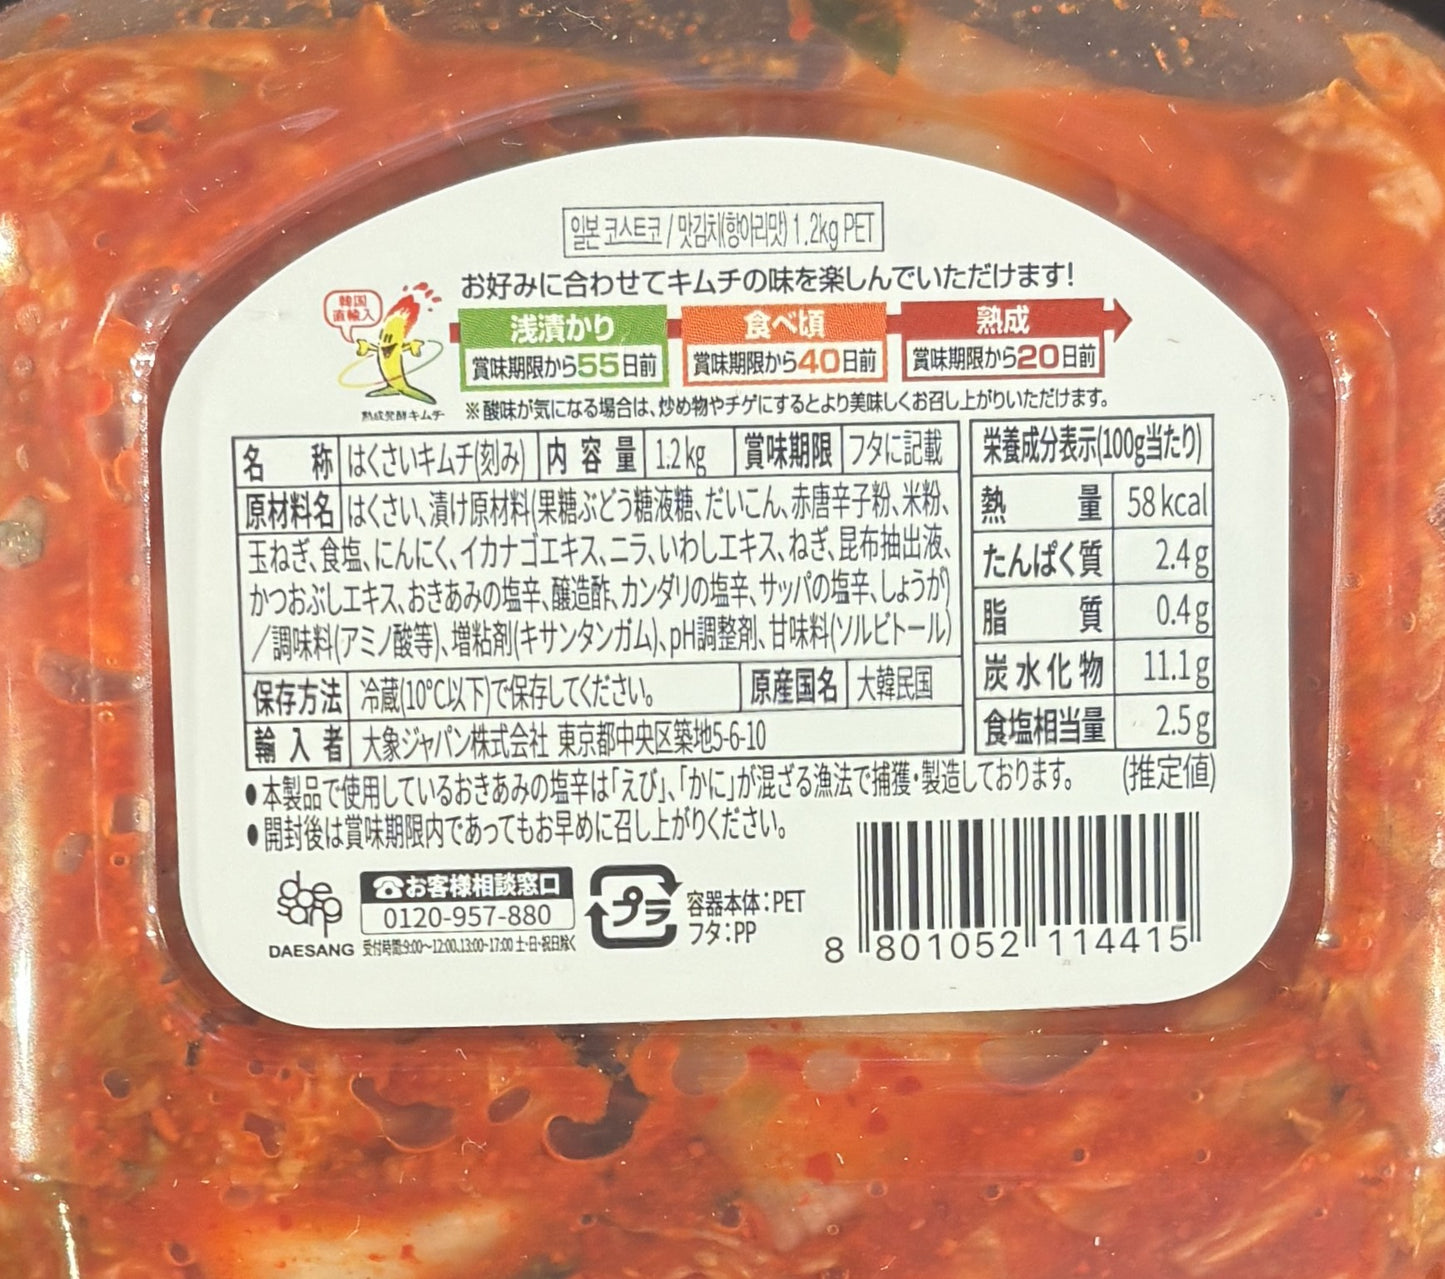 일본 코스트코 / 맛김치(항아리맛) 1.2kg PET
お好みに合わせてキムチの味を楽しんでいただけます!
韓国
直輸入
熟成発酵キムチ
浅漬かり
賞味期限から55日前
食べ頃
賞味期限から40日前
熟成
賞味期限から20日前
※酸味が気になる場合は、炒め物やチゲにするとより美味しくお召し上がりいただけます。
名 称 はくさいキムチ(刻み) 内容量 1.2kg 賞味期限 フタに記載
原材料名 はくさい、漬け原材料(果糖ぶどう糖液糖、だいこん、赤唐辛子粉、米粉、
玉ねぎ、食塩、にんにく、イカナゴエキス、ニラ、いわしエキス、ねぎ、昆布抽出液、
かつおぶしエキス、おきあみの塩辛、醸造酢、カンダリの塩辛、サッパの塩辛、しょうが)
/調味料(アミノ酸等)、増粘剤(キサンタンガム)、pH調整剤、甘味料(ソルビトール)
保存方法 冷蔵(10℃以下)で保存してください。 原産国名 大韓民国
輸入者 大象ジャパン株式会社 東京都中央区築地5-6-10
栄養成分表示(100g当たり)
熱 量 58kcal
たんぱく質 2.4g
脂 質 0.4g
炭水化物 11.1g
食塩相当量 2.5g
(推定値)
●本製品で使用しているおきあみの塩辛は「えび」、「かに」が混ざる漁法で捕獲・製造しております。
●開封後は賞味期限内であってもお早めに召し上がりください。
daesang
DAESANG
☎お客様相談窓口
0120-957-880
受付時間:9:00~12:00、13:00~17:00 土・日・祝日除く
プラ
容器本体:PET
フタ:PP
8 801052 114415